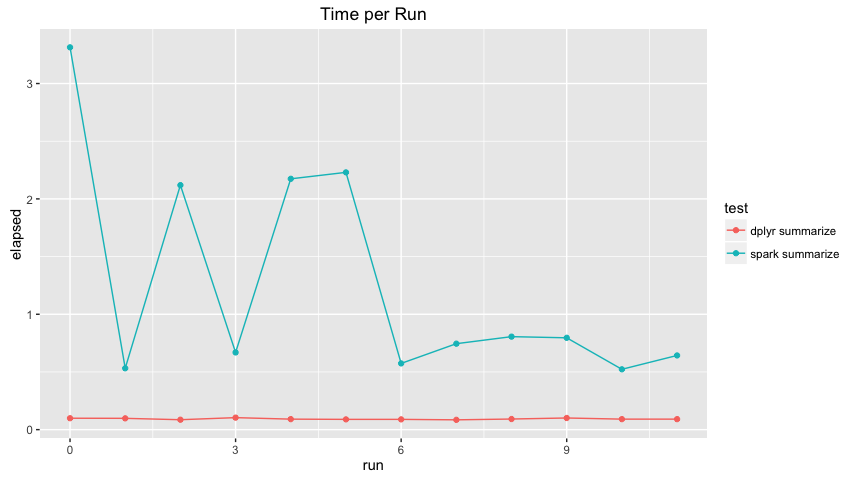 Time per Run
elapsed
3
2
1
0
0 3 6 9
run
test
dplyr summarize
spark summarize